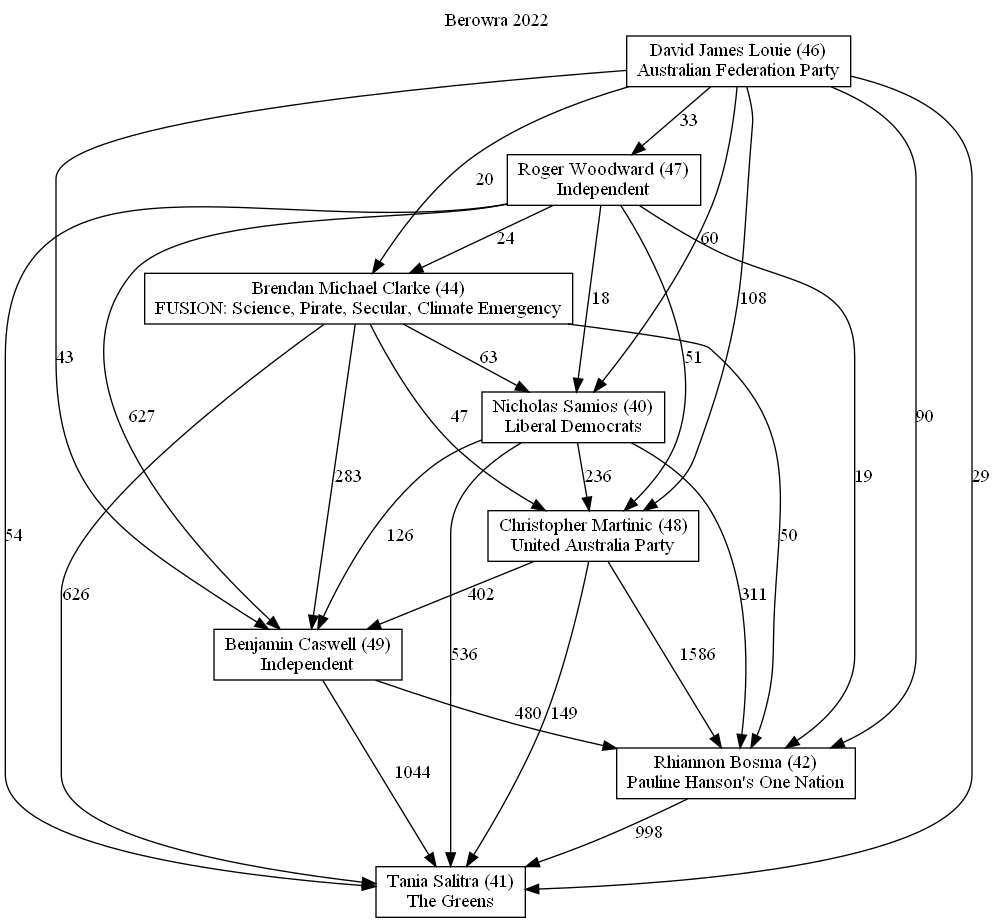 Berowra 2022
David James Louie (46)
Australian Federation Party
33
Roger Woodward (47)
Independent
20
24
60
Brendan Michael Clarke (44)
FUSION: Science, Pirate, Secular, Climate Emergency
18
108
43
63
51
Nicholas Samios (40)
Liberal Democrats
627
47
90
283
236
19
29
Christopher Martinic (48)
United Australia Party
54
126
50
626
402
311
Benjamin Caswell (49)
Independent
536
1586
480
149
Rhiannon Bosma (42)
Pauline Hanson's One Nation
1044
998
Tania Salitra (41)
The Greens